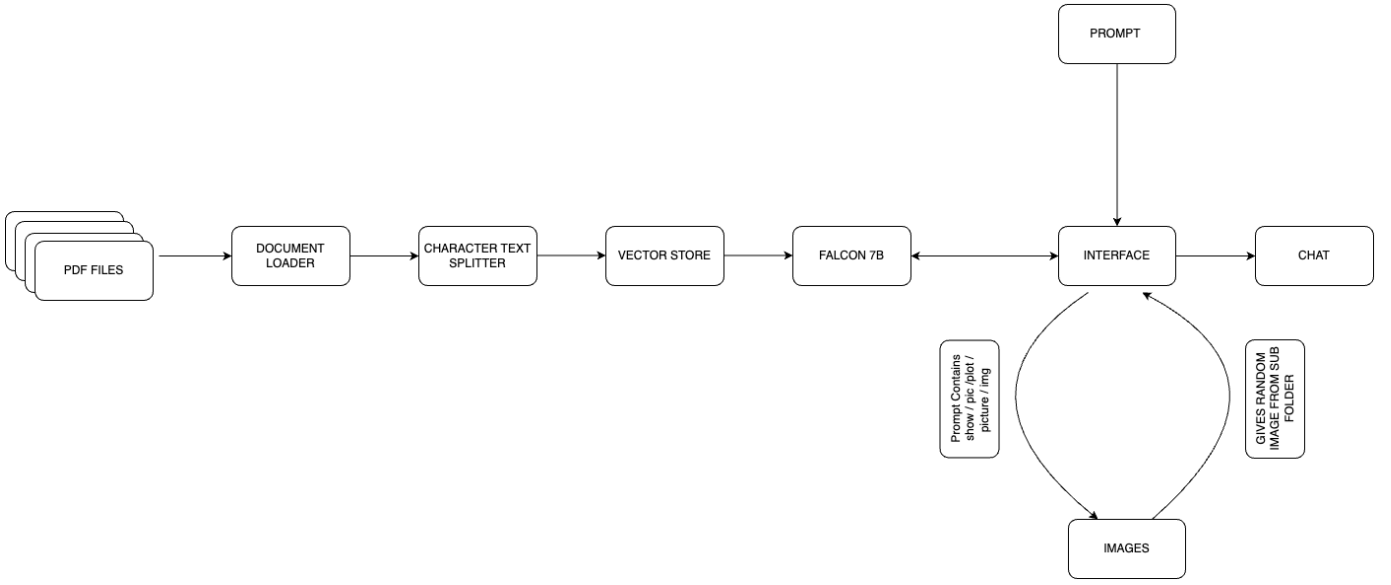 PROMPT
PDF FILES
DOCUMENT
LOADER
CHARACTER TEXT
SPLITTER
VECTOR STORE
FALCON 7B
INTERFACE
CHAT
Prompt Contains
show / pic /plot /
picture / img
GIVES RANDOM
IMAGE FROM SUB
FOLDER
IMAGES